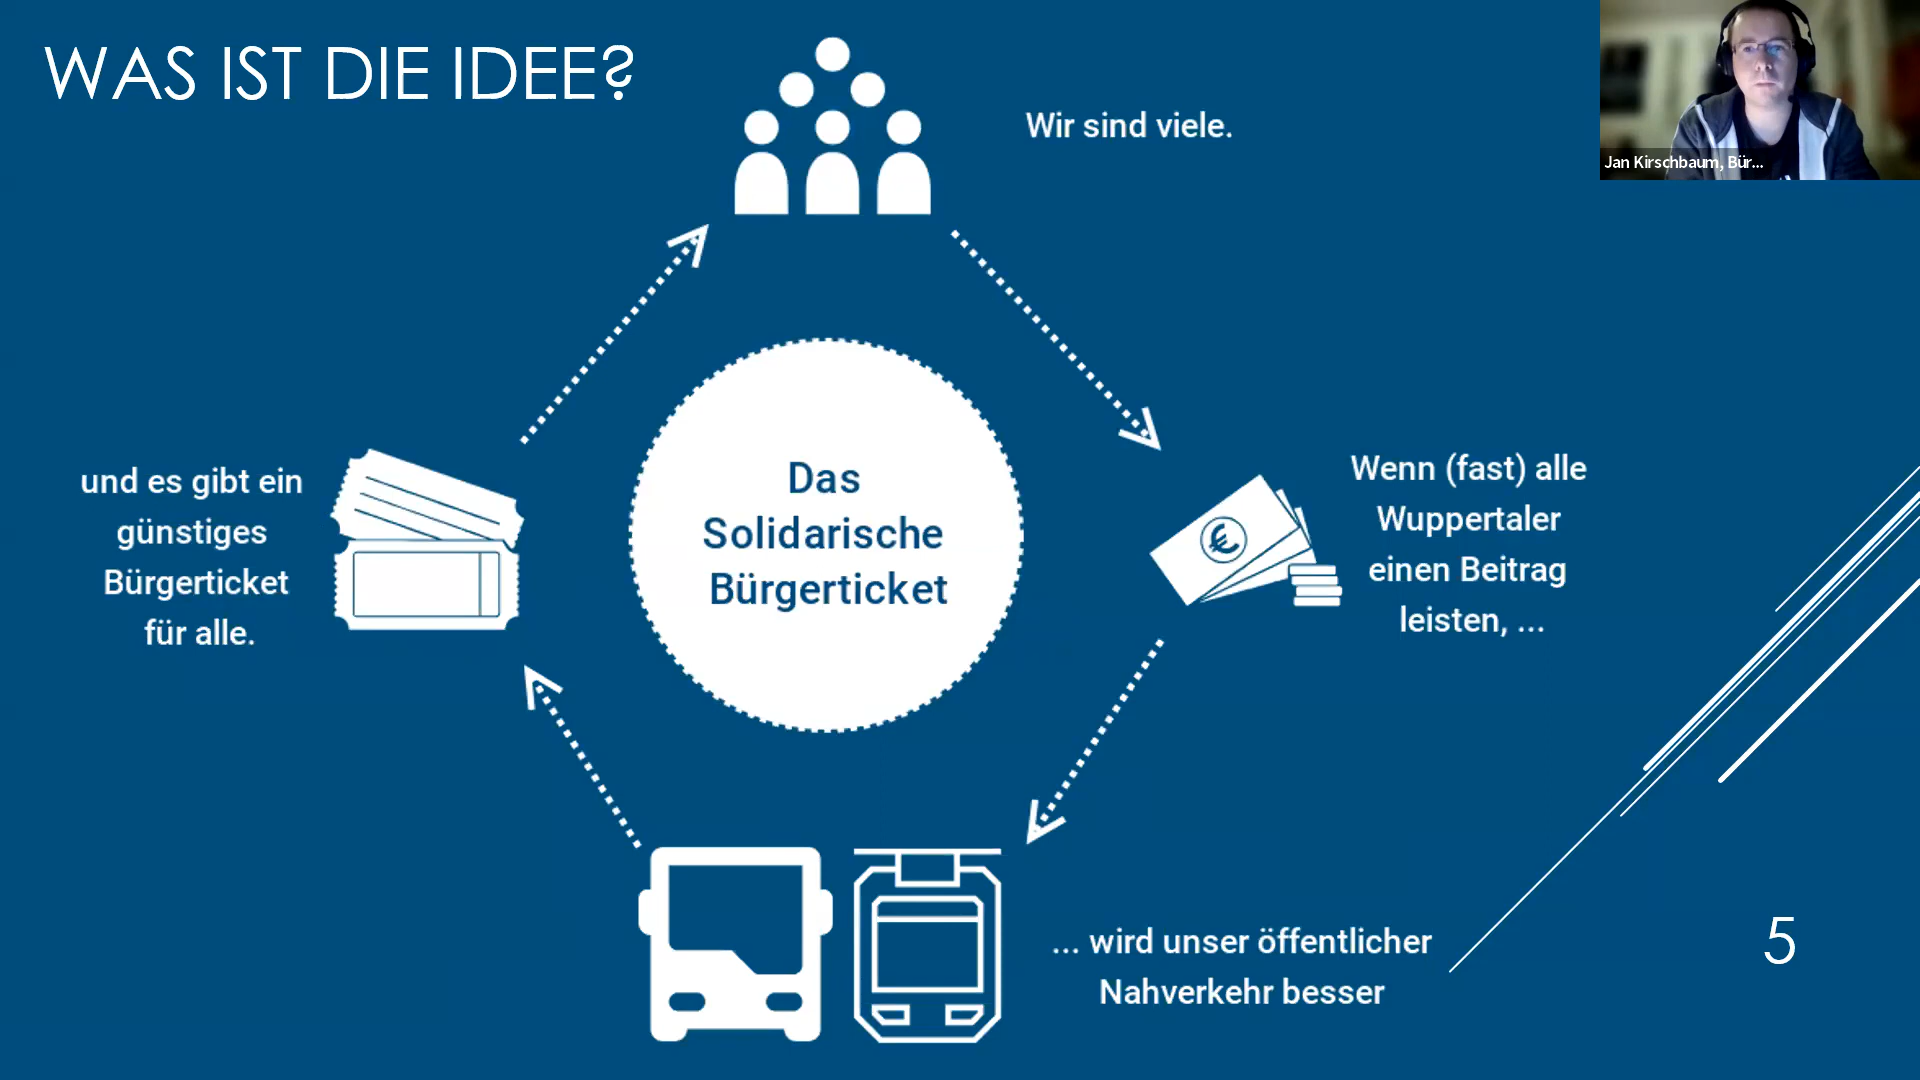 WAS IST DIE IDEE?
Wir sind viele.
Jan Kirschbaum, Bür...
Wenn (fast) alle
Wuppertaler
einen Beitrag
leisten, ...
... wird unser öffentlicher
Nahverkehr besser
und es gibt ein
günstiges
Bürgerticket
für alle.
Das
Solidarische
Bürgerticket
€
5